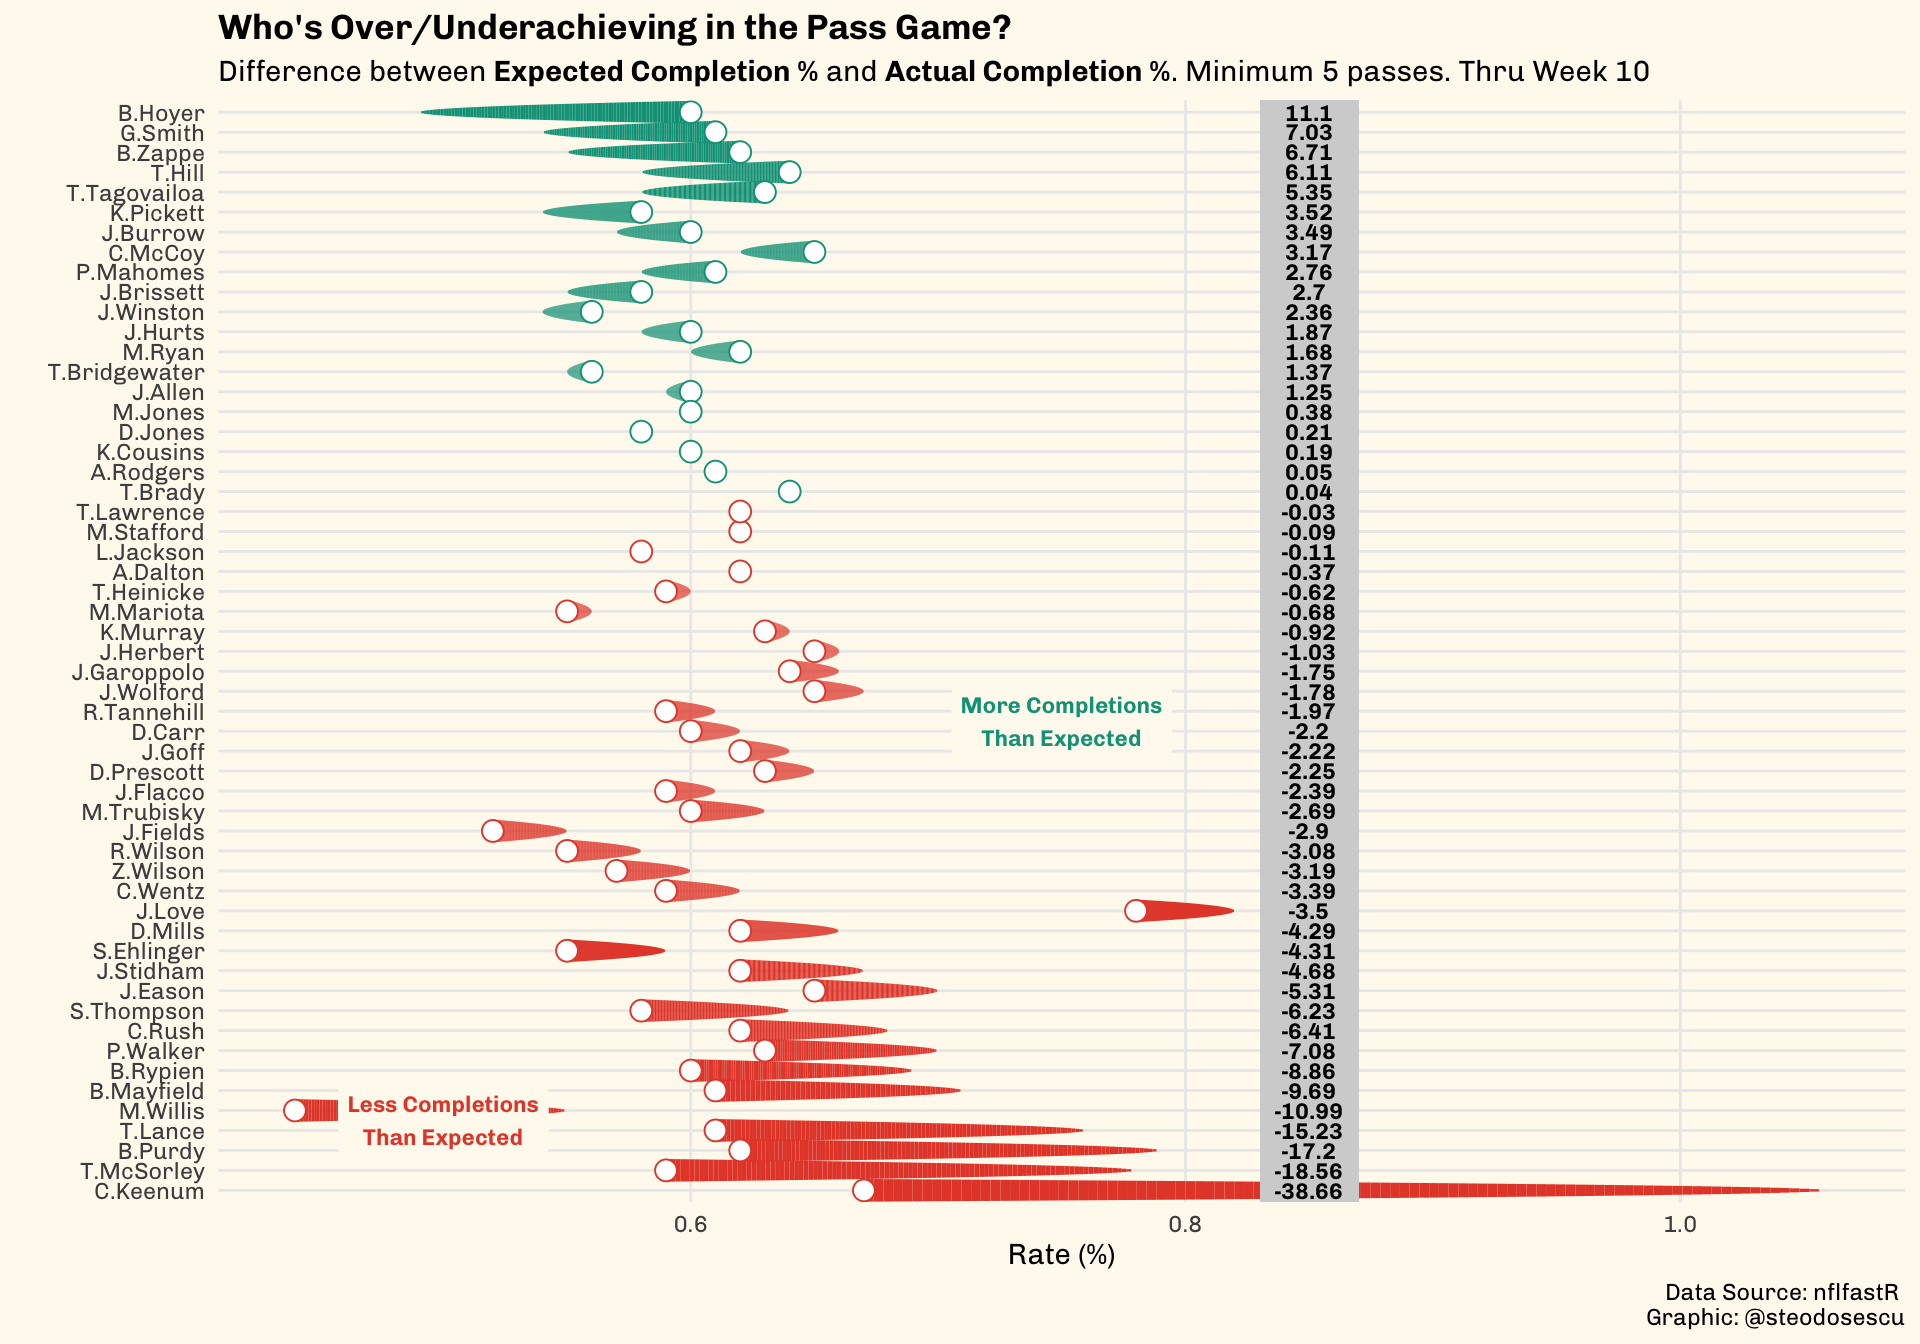 Who's Over/Underachieving in the Pass Game?
Difference between Expected Completion % and Actual Completion %. Minimum 5 passes. Thru Week 10
B.Hoyer 11.1
G.Smith 7.03
B.Zappe 6.71
T.Hill 6.11
T.Tagovailoa 5.35
K.Pickett 3.52
J.Burrow 3.49
C.McCoy 3.17
P.Mahomes 2.76
J.Brissett 2.7
J.Winston 2.36
J.Hurts 1.87
M.Ryan 1.68
T.Bridgewater 1.37
J.Allen 1.25
M.Jones 0.38
D.Jones 0.21
K.Cousins 0.19
A.Rodgers 0.05
T.Brady 0.04
T.Lawrence -0.03
M.Stafford -0.09
L.Jackson -0.11
A.Dalton -0.37
T.Heinicke -0.62
M.Mariota -0.68
K.Murray -0.92
J.Herbert -1.03
J.Garoppolo -1.75
J.Wolford -1.78
R.Tannehill -1.97
D.Carr -2.2
J.Goff -2.22
D.Prescott -2.25
J.Flacco -2.39
M.Trubisky -2.69
J.Fields -2.9
R.Wilson -3.08
Z.Wilson -3.19
C.Wentz -3.39
J.Love -3.5
D.Mills -4.29
S.Ehlinger -4.31
J.Stidham -4.68
J.Eason -5.31
S.Thompson -6.23
C.Rush -6.41
P.Walker -7.08
B.Rypien -8.86
B.Mayfield -9.69
M.Willis -10.99
T.Lance -15.23
B.Purdy -17.2
T.McSorley -18.56
C.Keenum -38.66
More Completions
Than Expected
Less Completions
Than Expected
0.6 0.8 1.0
Rate (%)
Data Source: nflfastR
Graphic: @steodosescu